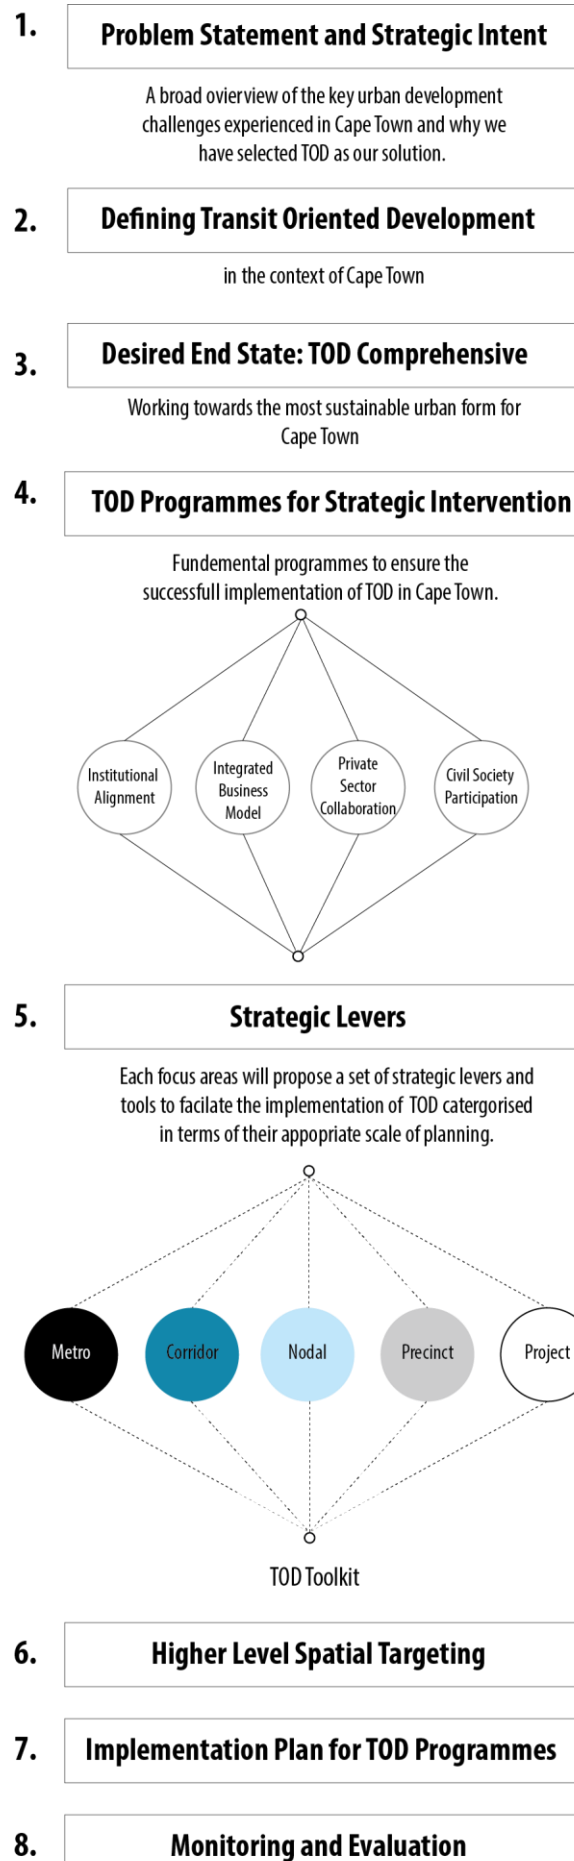 1. Problem Statement and Strategic Intent
A broad ovierview of the key urban development
challenges experienced in Cape Town and why we
have selected TOD as our solution.
2. Defining Transit Oriented Development
in the context of Cape Town
3. Desired End State: TOD Comprehensive
Working towards the most sustainable urban form for
Cape Town
4. TOD Programmes for Strategic Intervention
Fundemental programmes to ensure the
successfull implementation of TOD in Cape Town.
Institutional
Alignment
Integrated
Business
Model
Private
Sector
Collaboration
Civil Society
Participation
5. Strategic Levers
Each focus areas will propose a set of strategic levers and
tools to facilate the implementation of TOD catergorised
in terms of their appopriate scale of planning.
Metro
Corridor
Nodal
Precinct
Project
TOD Toolkit
6. Higher Level Spatial Targeting
7. Implementation Plan for TOD Programmes
8. Monitoring and Evaluation